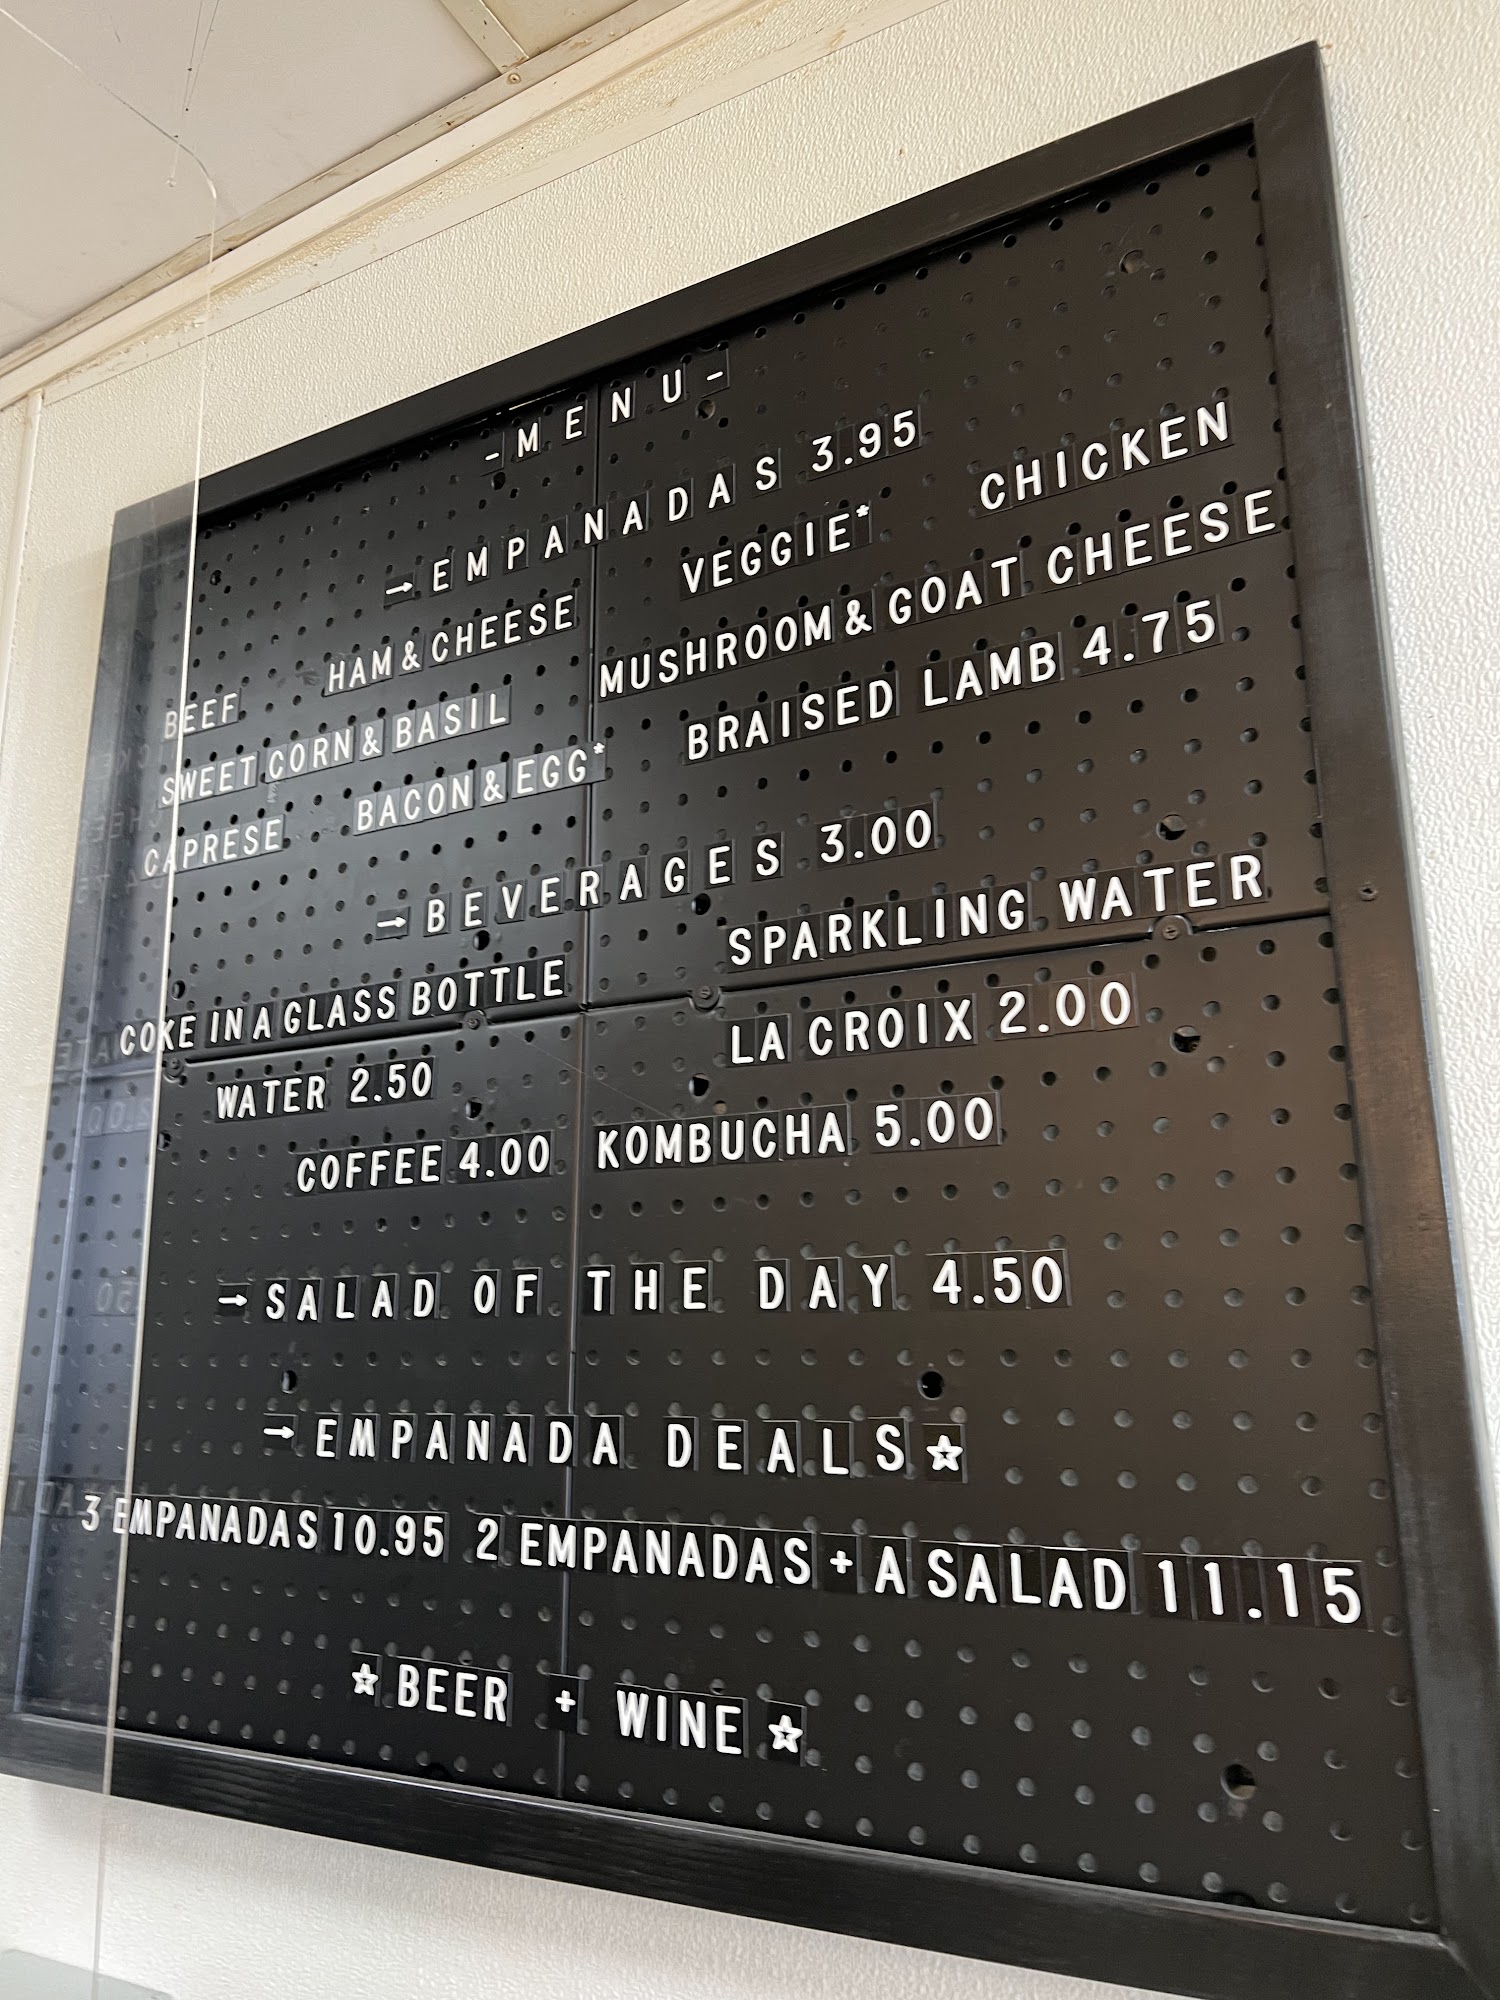 -MENU-
→EMPANADAS 3.95
BEEF HAM & CHEESE VEGGIE* CHICKEN
SWEET CORN & BASIL MUSHROOM & GOAT CHEESE
CAPRESE BACON & EGG* BRAISED LAMB 4.75
→BEVERAGES 3.00
COKE IN A GLASS BOTTLE SPARKLING WATER
WATER 2.50 LA CROIX 2.00
COFFEE 4.00 KOMBUCHA 5.00
→SALAD OF THE DAY 4.50
→EMPANADA DEALS☆
3 EMPANADAS 10.95 2 EMPANADAS + A SALAD 11.15
☆BEER + WINE☆